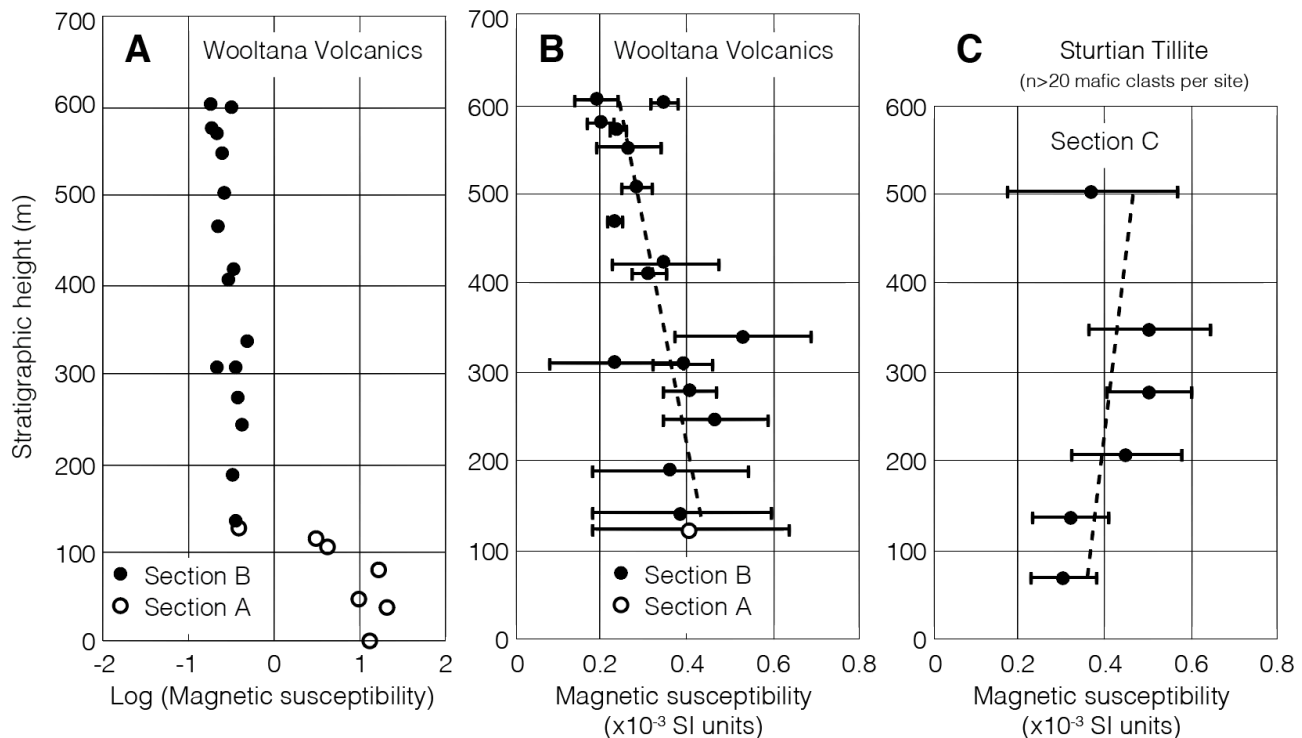 A
Wooltana Volcanics
700
600
500
400
300
200
100
0
Stratigraphic height (m)
Section B
Section A
-2 -1 0 1 2
Log (Magnetic susceptibility)
B
Wooltana Volcanics
700
600
500
400
300
200
100
0
Section B
Section A
0 0.2 0.4 0.6 0.8
Magnetic susceptibility
(x10⁻³ SI units)
C
Sturtian Tillite
(n>20 mafic clasts per site)
Section C
600
500
400
300
200
100
0
0 0.2 0.4 0.6 0.8
Magnetic susceptibility
(x10⁻³ SI units)